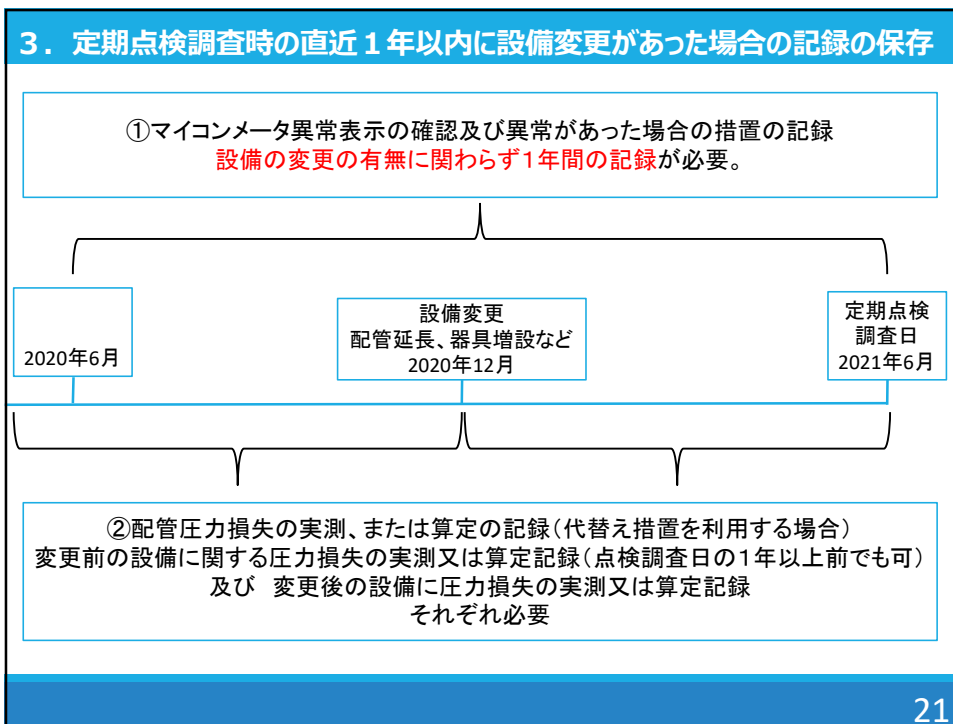 ３．定期点検調査時の直近１年以内に設備変更があった場合の記録の保存
①マイコンメータ異常表示の確認及び異常があった場合の措置の記録
設備の変更の有無に関わらず１年間の記録が必要。
2020年6月
設備変更
配管延長、器具増設など
2020年12月
定期点検
調査日
2021年6月
②配管圧力損失の実測、または算定の記録（代替え措置を利用する場合）
変更前の設備に関する圧力損失の実測又は算定記録（点検調査日の１年以上前でも可）
及び　変更後の設備に圧力損失の実測又は算定記録
それぞれ必要
21